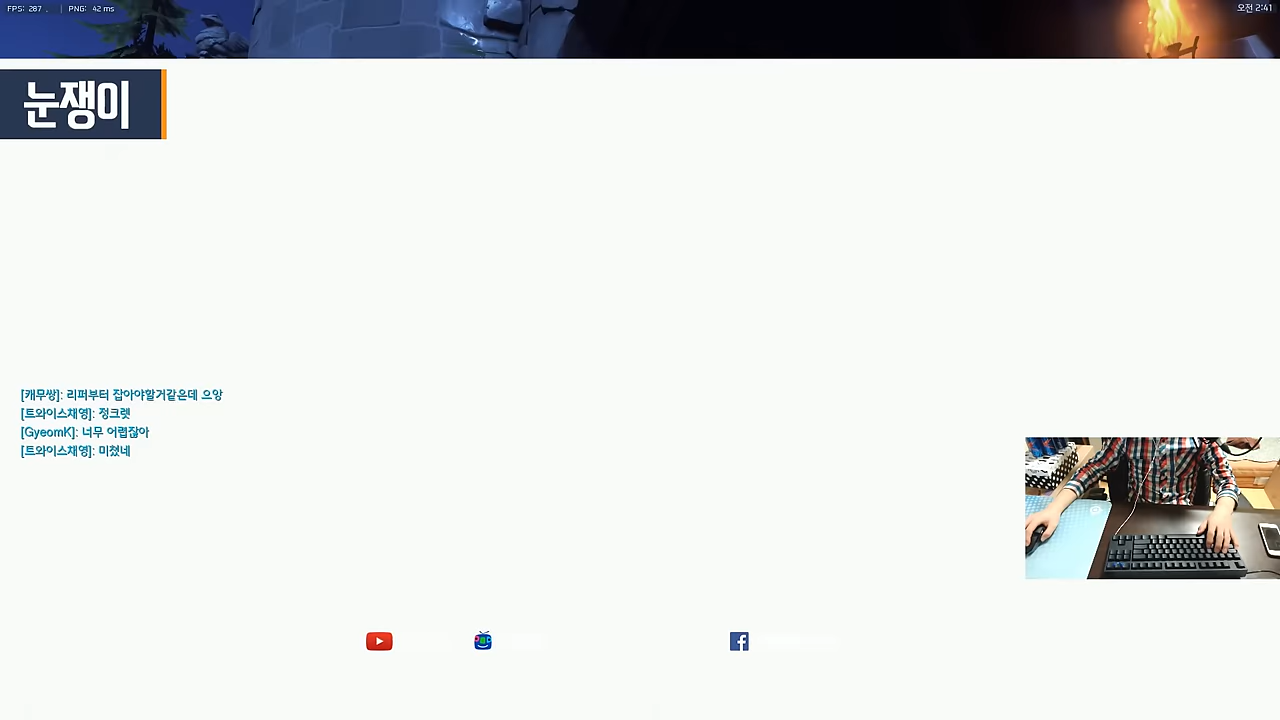 FPS: 287 . | PNG: 42 ms
오전 2:41
눈쟁이
[캐무쌍]: 리퍼부터 잡아야할거같은데 으앙
[트와이스채영]: 정크렛
[GyeomK]: 너무 어렵잖아
[트와이스채영]: 미쳤네